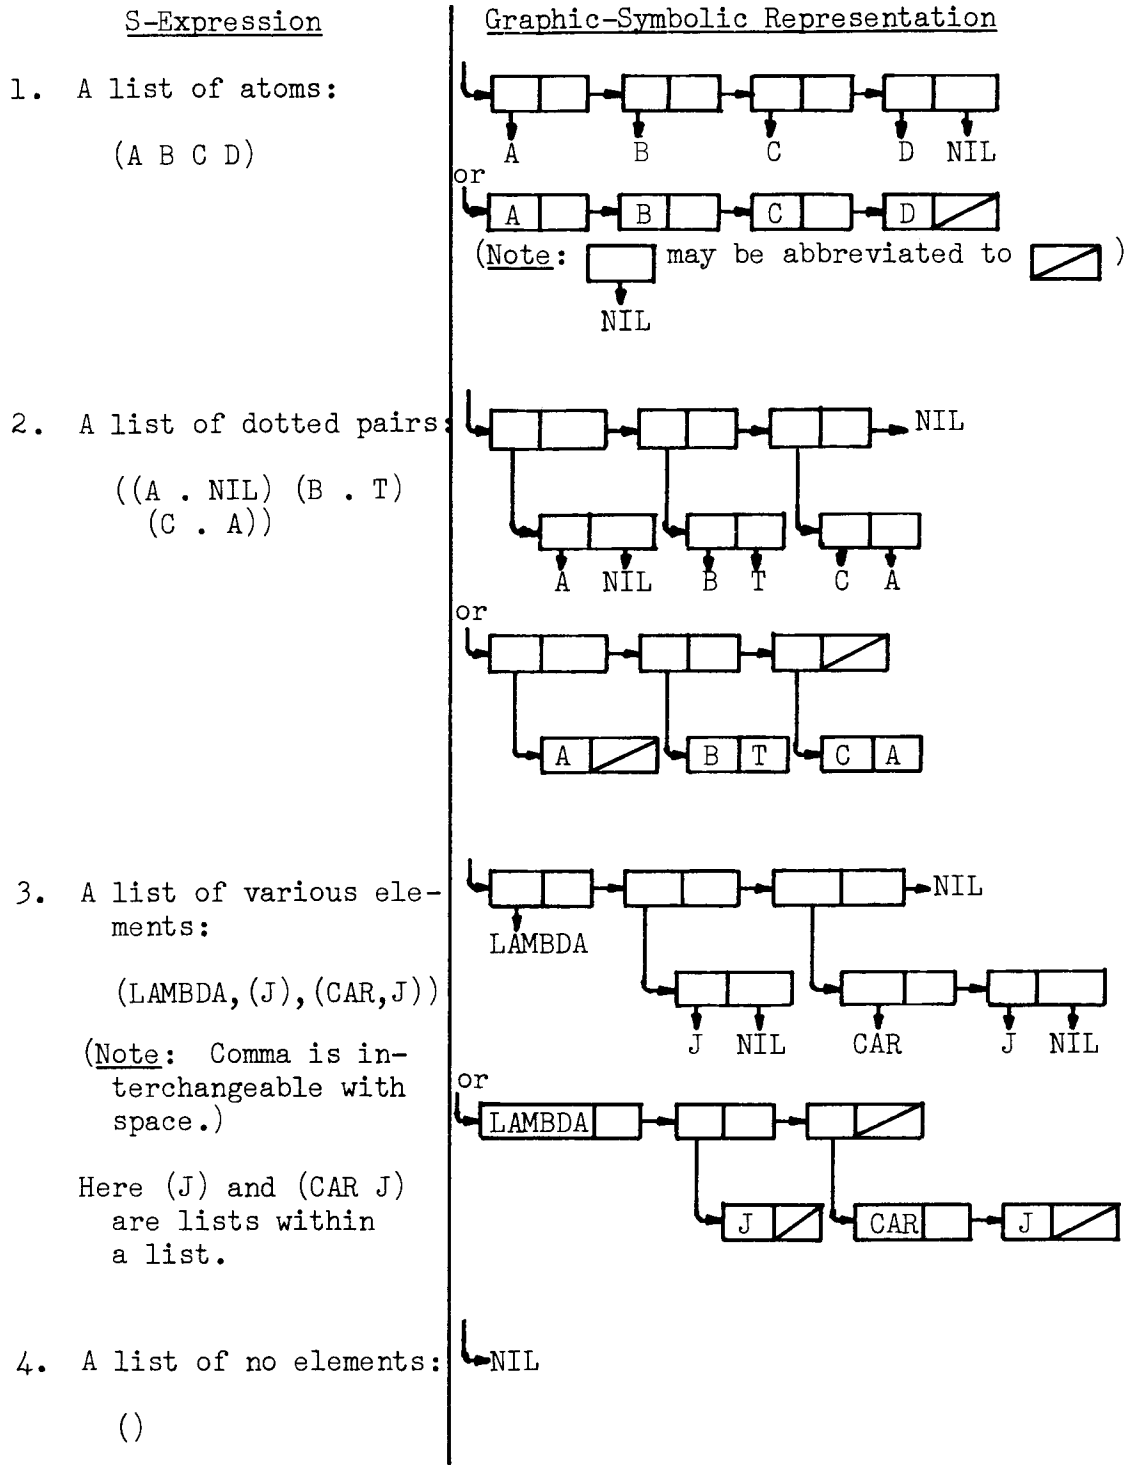 S-Expression
Graphic-Symbolic Representation
1. A list of atoms:
(A B C D)
A B C D NIL
or
A B C D
(Note: may be abbreviated to )
NIL
2. A list of dotted pairs:
((A . NIL) (B . T)
(C . A))
NIL
A NIL B T C A
or
A B T C A
3. A list of various ele-
ments:
(LAMBDA,(J),(CAR,J))
(Note: Comma is in-
terchangeable with
space.)
Here (J) and (CAR J)
are lists within
a list.
NIL
LAMBDA
J NIL CAR J NIL
or
LAMBDA
J CAR J
4. A list of no elements:
()
NIL